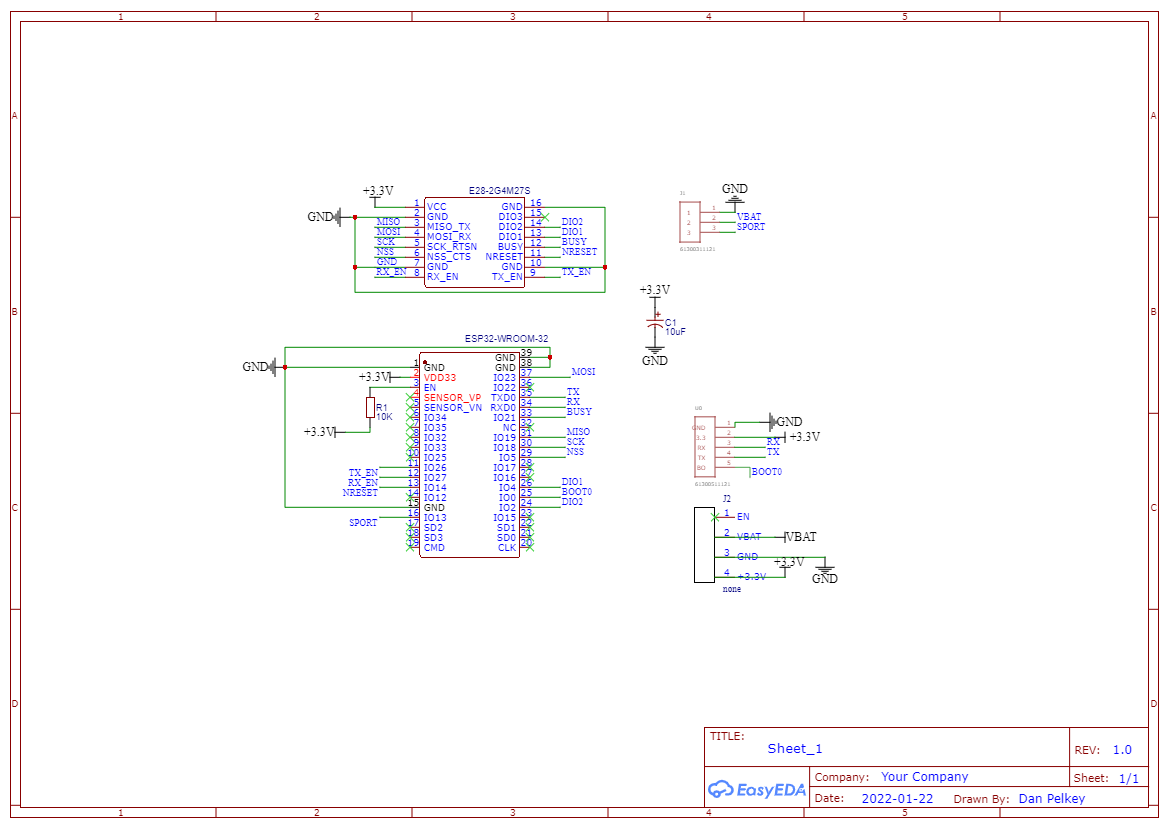 1 2 3 4 5
A A
B B
C C
D D
+3.3V
GND
E28-2G4M27S
1 VCC GND 16
2 GND DIO3 15
MISO 3 MISO_TX DIO2 14 DIO2
MOSI 4 MOSI_RX DIO1 13 DIO1
SCK 5 SCK_RTSN BUSY 12 BUSY
NSS 6 NSS_CTS NRESET 11 NRESET
GND 7 GND GND 10
RX_EN 8 RX_EN TX_EN 9 TX_EN
J1
GND
1 1
2 2 VBAT
3 3 SPORT
61300311121
+3.3V
C1
10uF
GND
ESP32-WROOM-32
GND 39
GND 1 GND GND 38
+3.3V 2 VDD33 IO23 37 MOSI
3 EN IO22 36
4 SENSOR_VP TXD0 35 TX
5 SENSOR_VN RXD0 34 RX
6 IO34 IO21 33 BUSY
7 IO35 NC 32
8 IO32 IO19 31 MISO
9 IO33 IO18 30 SCK
10 IO25 IO5 29 NSS
11 IO26 IO17 28
TX_EN 12 IO27 IO16 27
RX_EN 13 IO14 IO4 26 DIO1
NRESET 14 IO12 IO0 25 BOOT0
15 GND IO2 24 DIO2
SPORT 16 IO13 IO15 23
17 SD2 SD1 22
18 SD3 SD0 21
19 CMD CLK 20
R1
10K
+3.3V
GND 1 GND
3.3 2 +3.3V
RX 3 RX
TX 4 TX
BO 5 BOOT0
61300511121
J2
1 EN
2 VBAT VBAT
3 GND
+3.3V
4 +3.3V GND
none
TITLE:
Sheet_1
REV: 1.0
EasyEDA
Company: Your Company
Sheet: 1/1
Date: 2022-01-22 Drawn By: Dan Pelkey
1 2 3 4 5